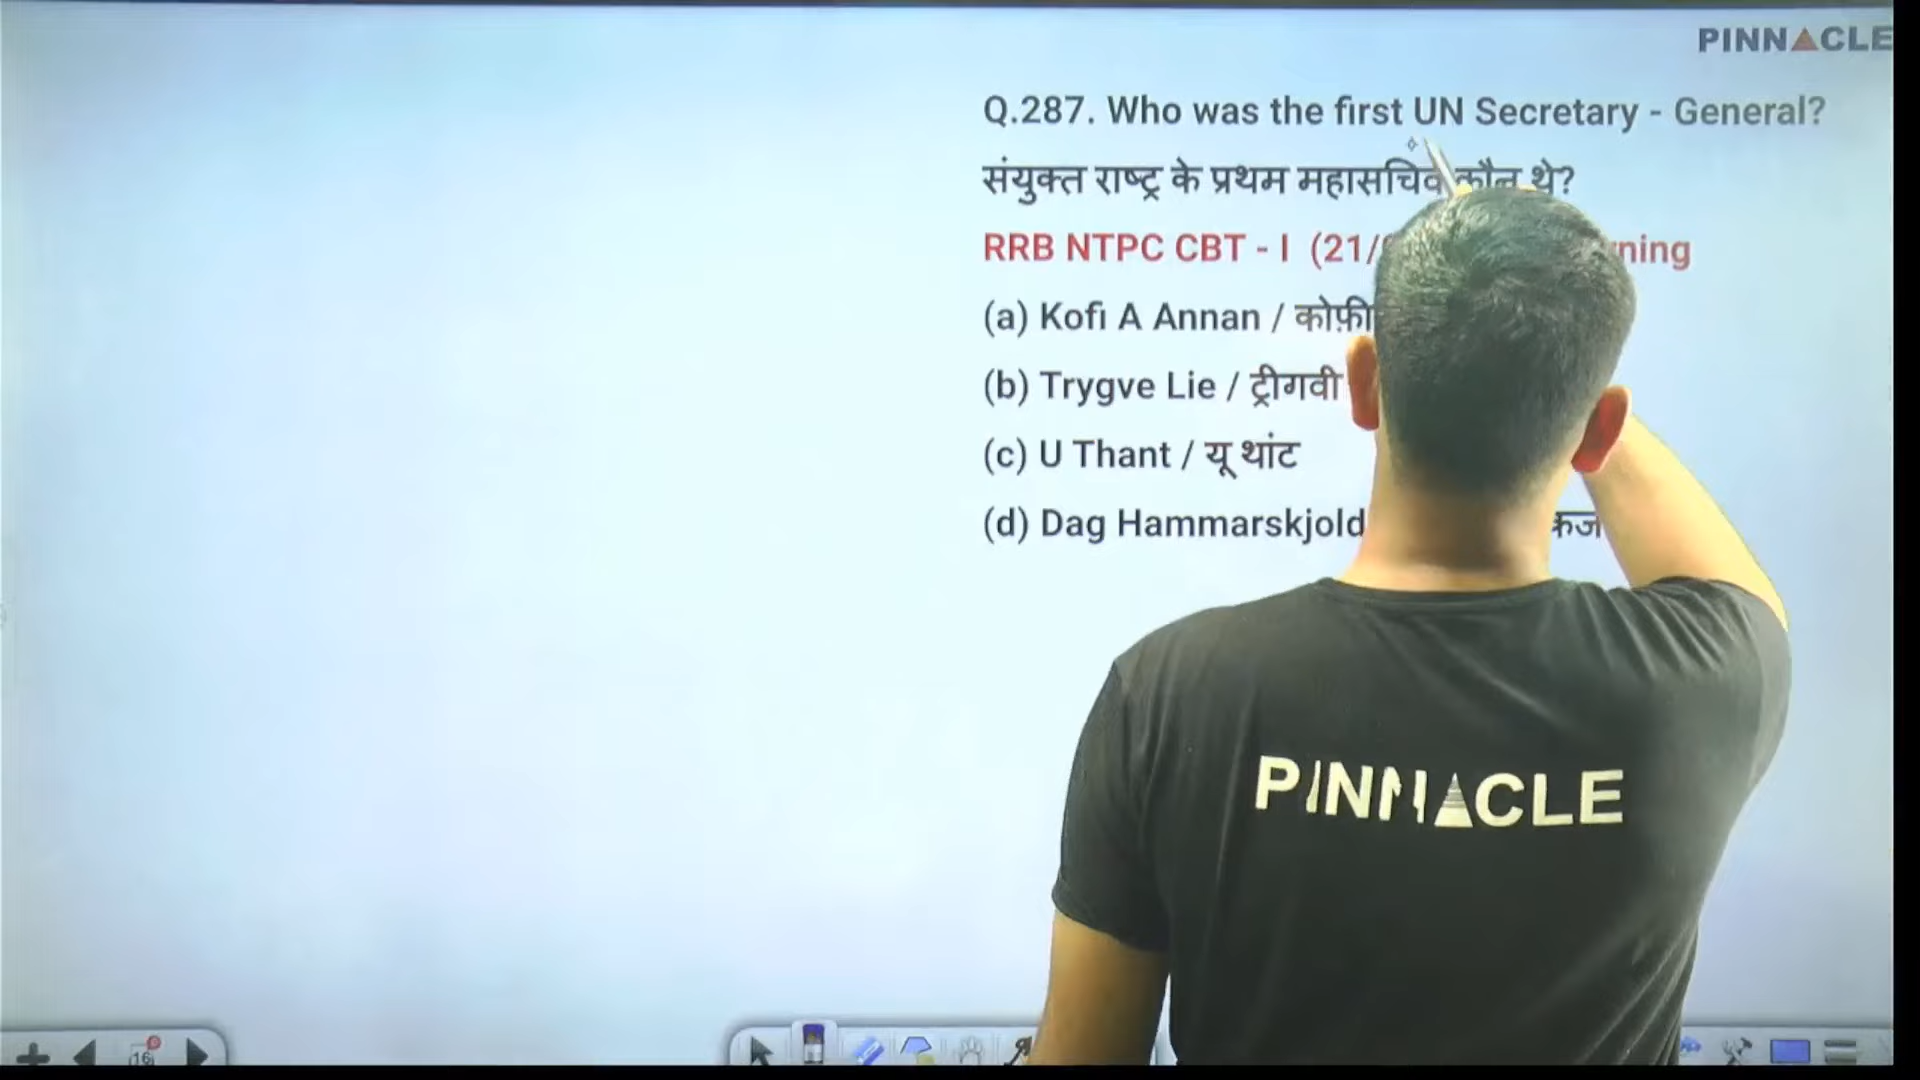 PINNACLE
Q.287. Who was the first UN Secretary - General?
संयुक्त राष्ट्र के प्रथम महासचिव कौन थे?
RRB NTPC CBT - I (21/
(a) Kofi A Annan / कोफ़ी
(b) Trygve Lie / ट्रीगवी
(c) U Thant / यू थांट
(d) Dag Hammarskjold
PINNACLE
16